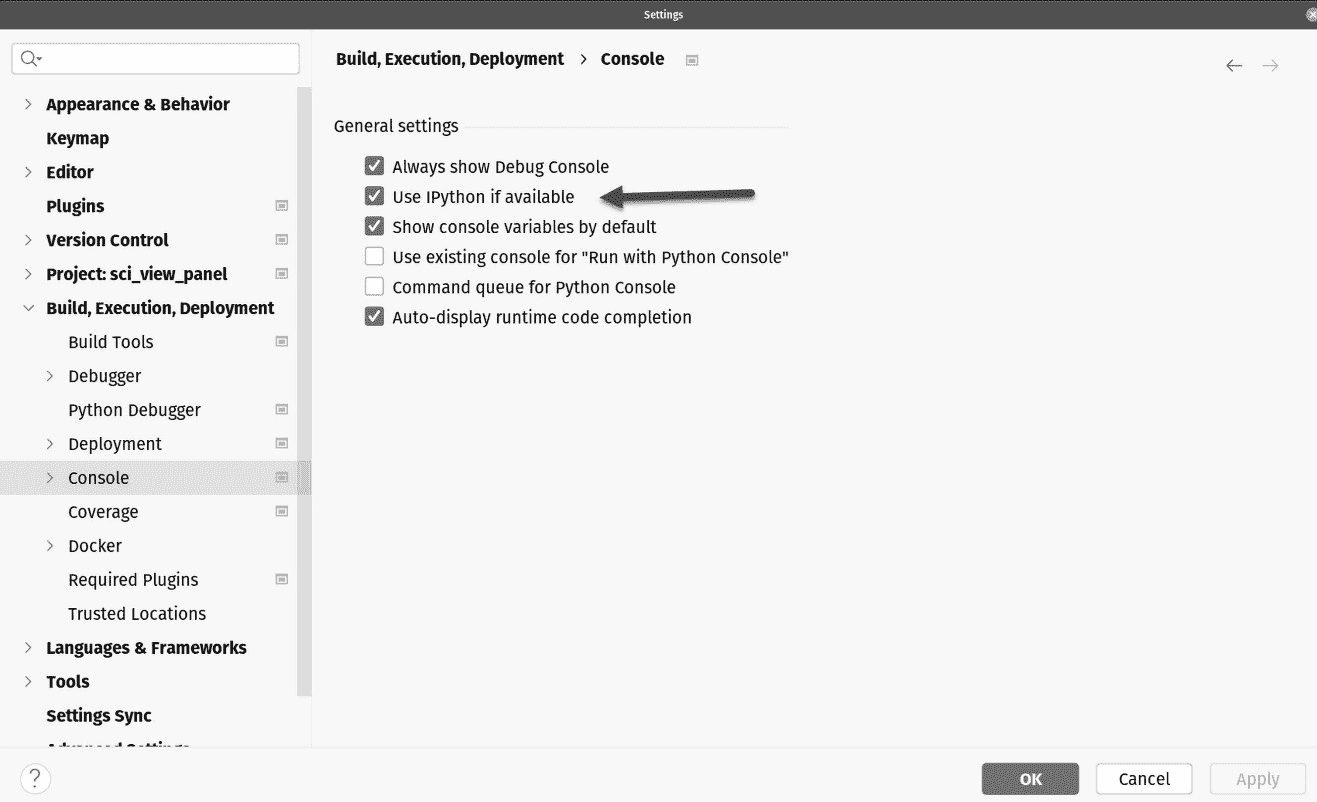 Settings
Build, Execution, Deployment › Console
Appearance & Behavior
Keymap
Editor
Plugins
Version Control
Project: sci_view_panel
Build, Execution, Deployment
Build Tools
Debugger
Python Debugger
Deployment
Console
Coverage
Docker
Required Plugins
Trusted Locations
Languages & Frameworks
Tools
Settings Sync
Advanced Settings
General settings
Always show Debug Console
Use IPython if available
Show console variables by default
Use existing console for "Run with Python Console"
Command queue for Python Console
Auto-display runtime code completion
?
OK
Cancel
Apply